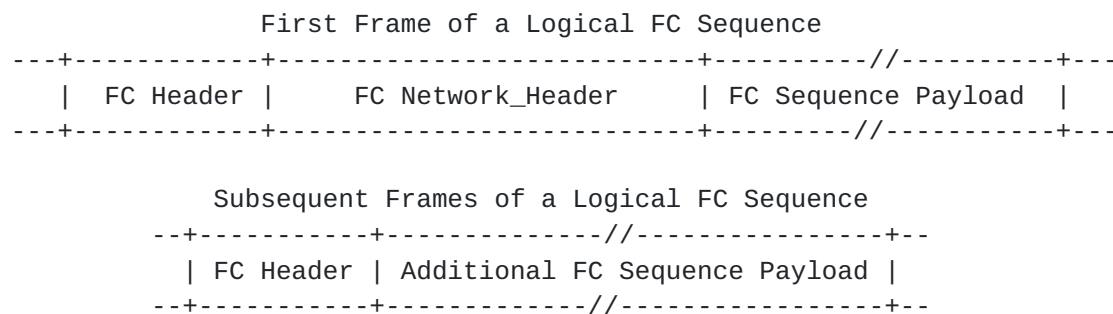 First Frame of a Logical FC Sequence
---+------------+---------------------------+----------//----------+---
| FC Header | FC Network_Header | FC Sequence Payload |
---+------------+---------------------------+---------//-----------+---
Subsequent Frames of a Logical FC Sequence
--+-----------+--------------//----------------+--
| FC Header | Additional FC Sequence Payload |
--+-----------+-------------//-----------------+--